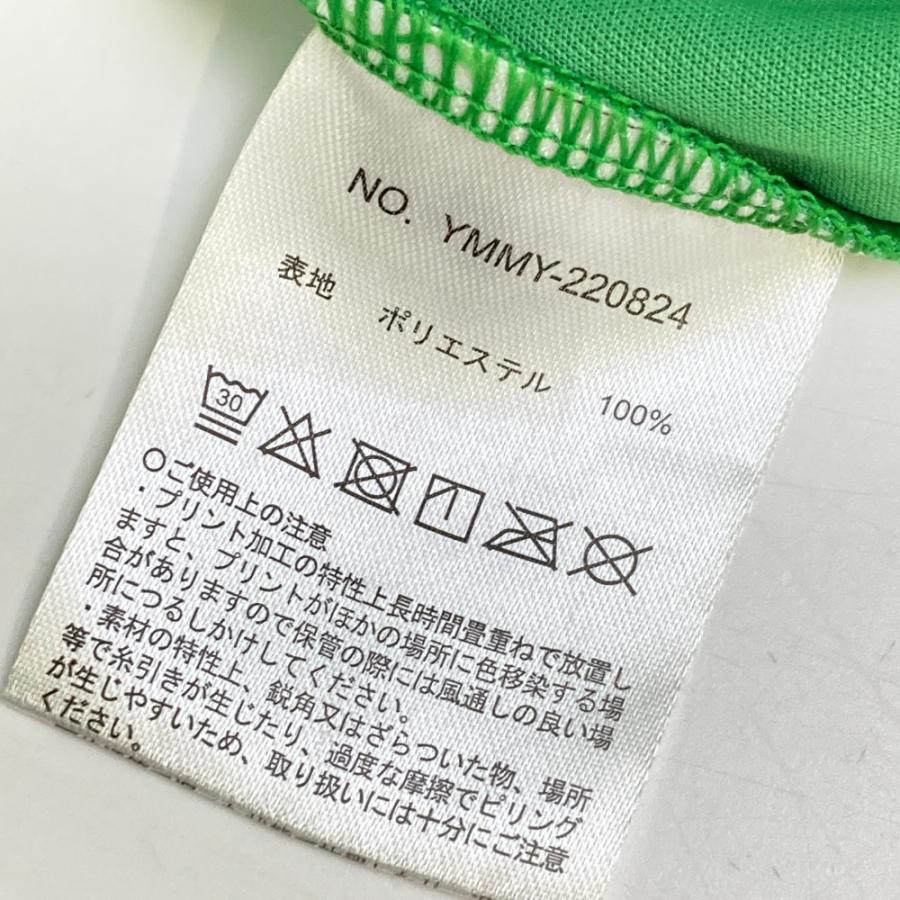 NO. YMMY-220824
表地 ポリエステル 100%
30
〇ご使用上の注意
・プリント加工の特性上長時間畳重ねで放置し
ますと、プリントがほかの場所に色移染する場
合がありますので保管の際には風通しの良い場
所につるしかけしてください。
・素材の特性上、鋭角又はざらついた物、場所
等で糸引きが生じたり、過度な摩擦でピリング
が生じやすいため、取り扱いには十分にご注意
ください。